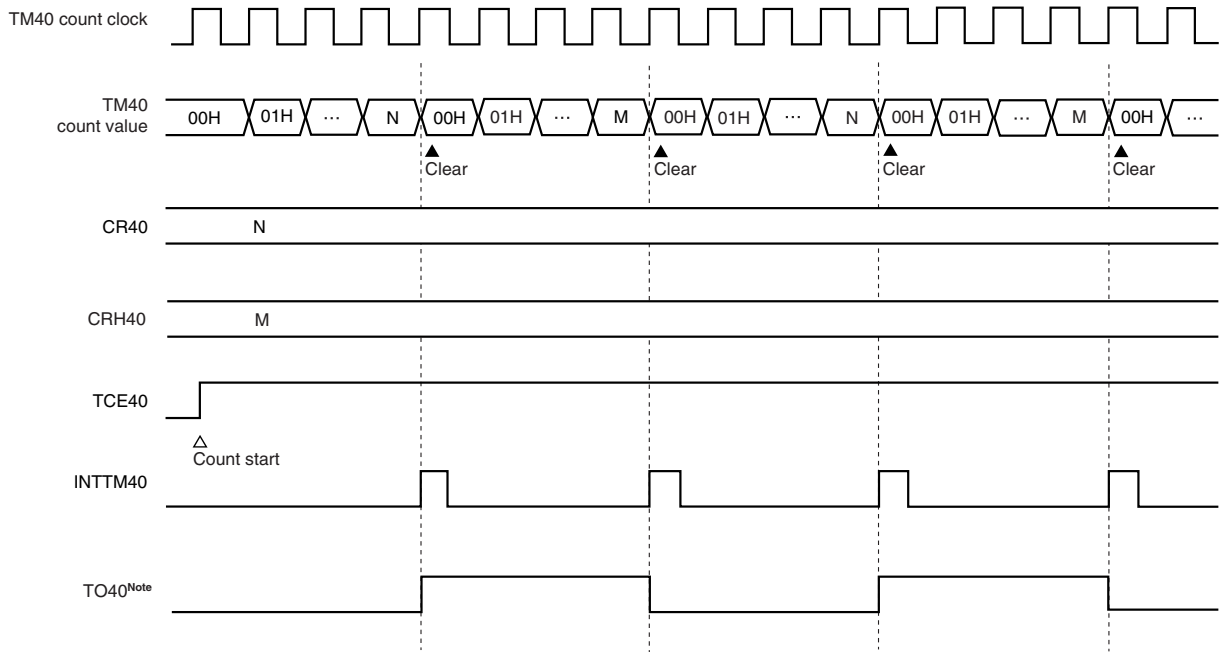 TM40 count clock
TM40
count value
00H 01H ... N 00H 01H ... M 00H 01H ... N 00H 01H ... M 00H ...
Clear Clear Clear Clear
CR40 N
CRH40 M
TCE40
Count start
INTTM40
TO40Note